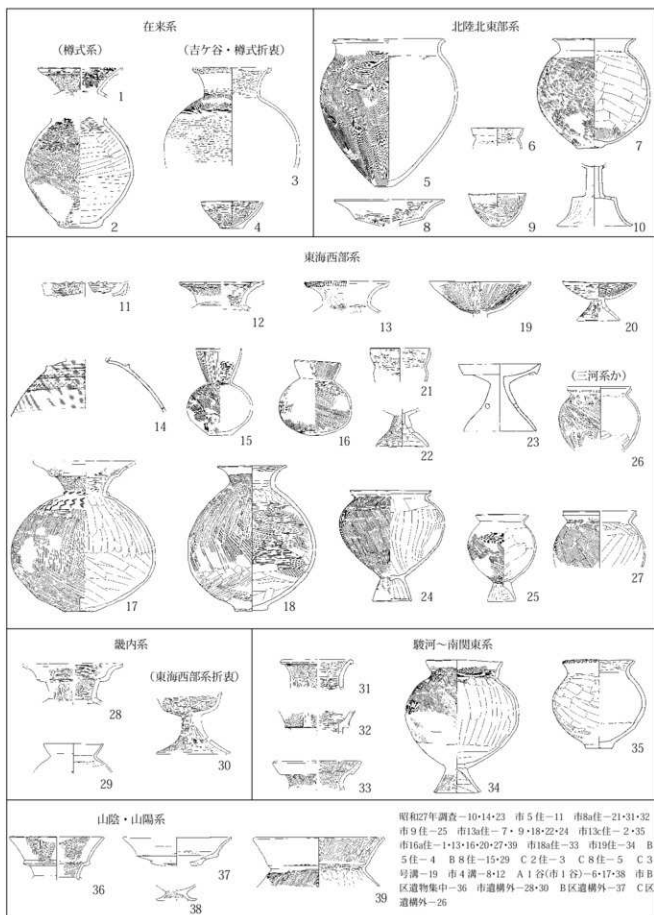 在来系
(樽式系)
(吉ケ谷・樽式折衷)
1
2
3
4
北陸北東部系
5
6
7
8
9
10
東海西部系
11
12
13
19
20
14
15
16
21
22
23
(三河系か)
26
17
18
24
25
27
畿内系
28
(東海西部系折衷)
29
30
駿河〜南関東系
31
32
33
34
35
山陰・山陽系
36
37
38
39
昭和27年調査－10・14・23 市5住－11 市8a住－21・31・32
市9住－25 市13a住－7・9・18・22・24 市13c住－2・35
市16a住－1・13・16・20・27・39 市18a住－33 市19住－34 B
5住－4 B8住－15・29 C2住－3 C8住－5 C3
号溝－19 市4溝－8・12 A1谷(市1谷)－6・17・38 市B
区遺物集中－36 市遺構外－28・30 B区遺構外－37 C区
遺構外－26